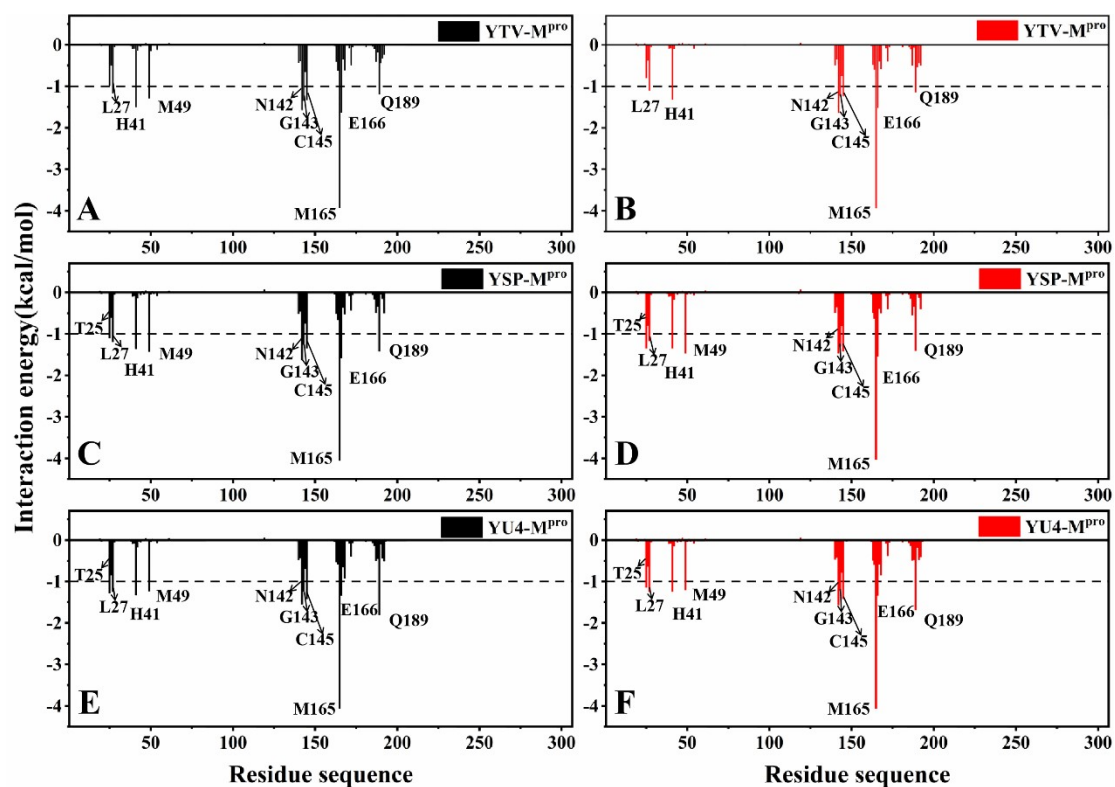 Interaction energy(kcal/mol)
YTV-Mpro
0
-1
-2
-3
-4
L27
H41
M49
N142
G143
C145
M165
E166
Q189
A
50 100 150 200 250 300
YTV-Mpro
0
-1
-2
-3
-4
L27
H41
N142
G143
C145
M165
E166
Q189
B
50 100 150 200 250 300
YSP-Mpro
0
-1
-2
-3
-4
T25
L27
H41
M49
N142
G143
C145
M165
E166
Q189
C
50 100 150 200 250 300
YSP-Mpro
0
-1
-2
-3
-4
T25
L27
H41
M49
N142
G143
C145
M165
E166
Q189
D
50 100 150 200 250 300
YU4-Mpro
0
-1
-2
-3
-4
T25
L27
H41
M49
N142
G143
C145
M165
E166
Q189
E
50 100 150 200 250 300
Residue sequence
YU4-Mpro
0
-1
-2
-3
-4
T25
L27
H41
M49
N142
G143
C145
M165
E166
Q189
F
50 100 150 200 250 300
Residue sequence